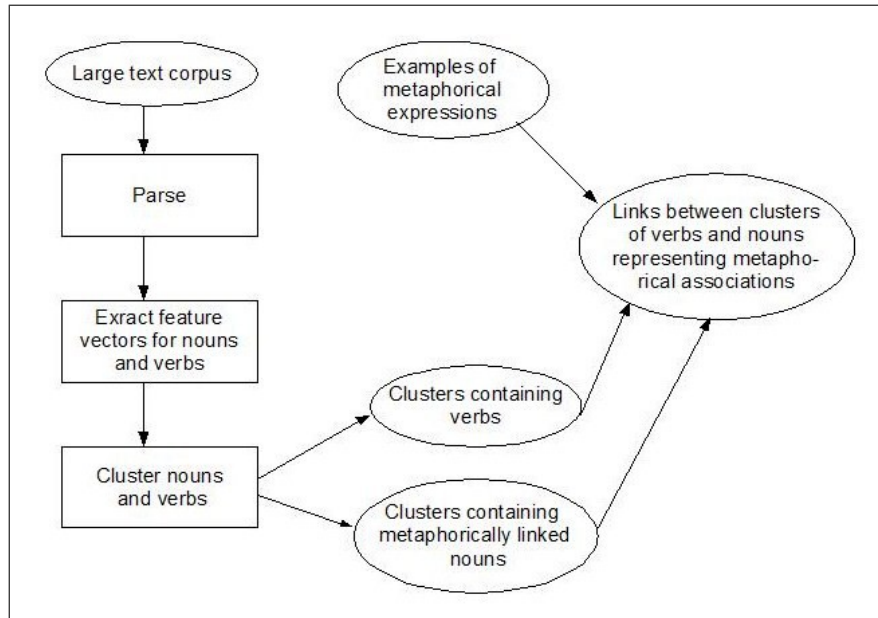 Large text corpus
Parse
Exract feature
vectors for nouns
and verbs
Cluster nouns
and verbs
Examples of
metaphorical
expressions
Links between clusters
of verbs and nouns
representing metapho-
rical associations
Clusters containing
verbs
Clusters containing
metaphorically linked
nouns